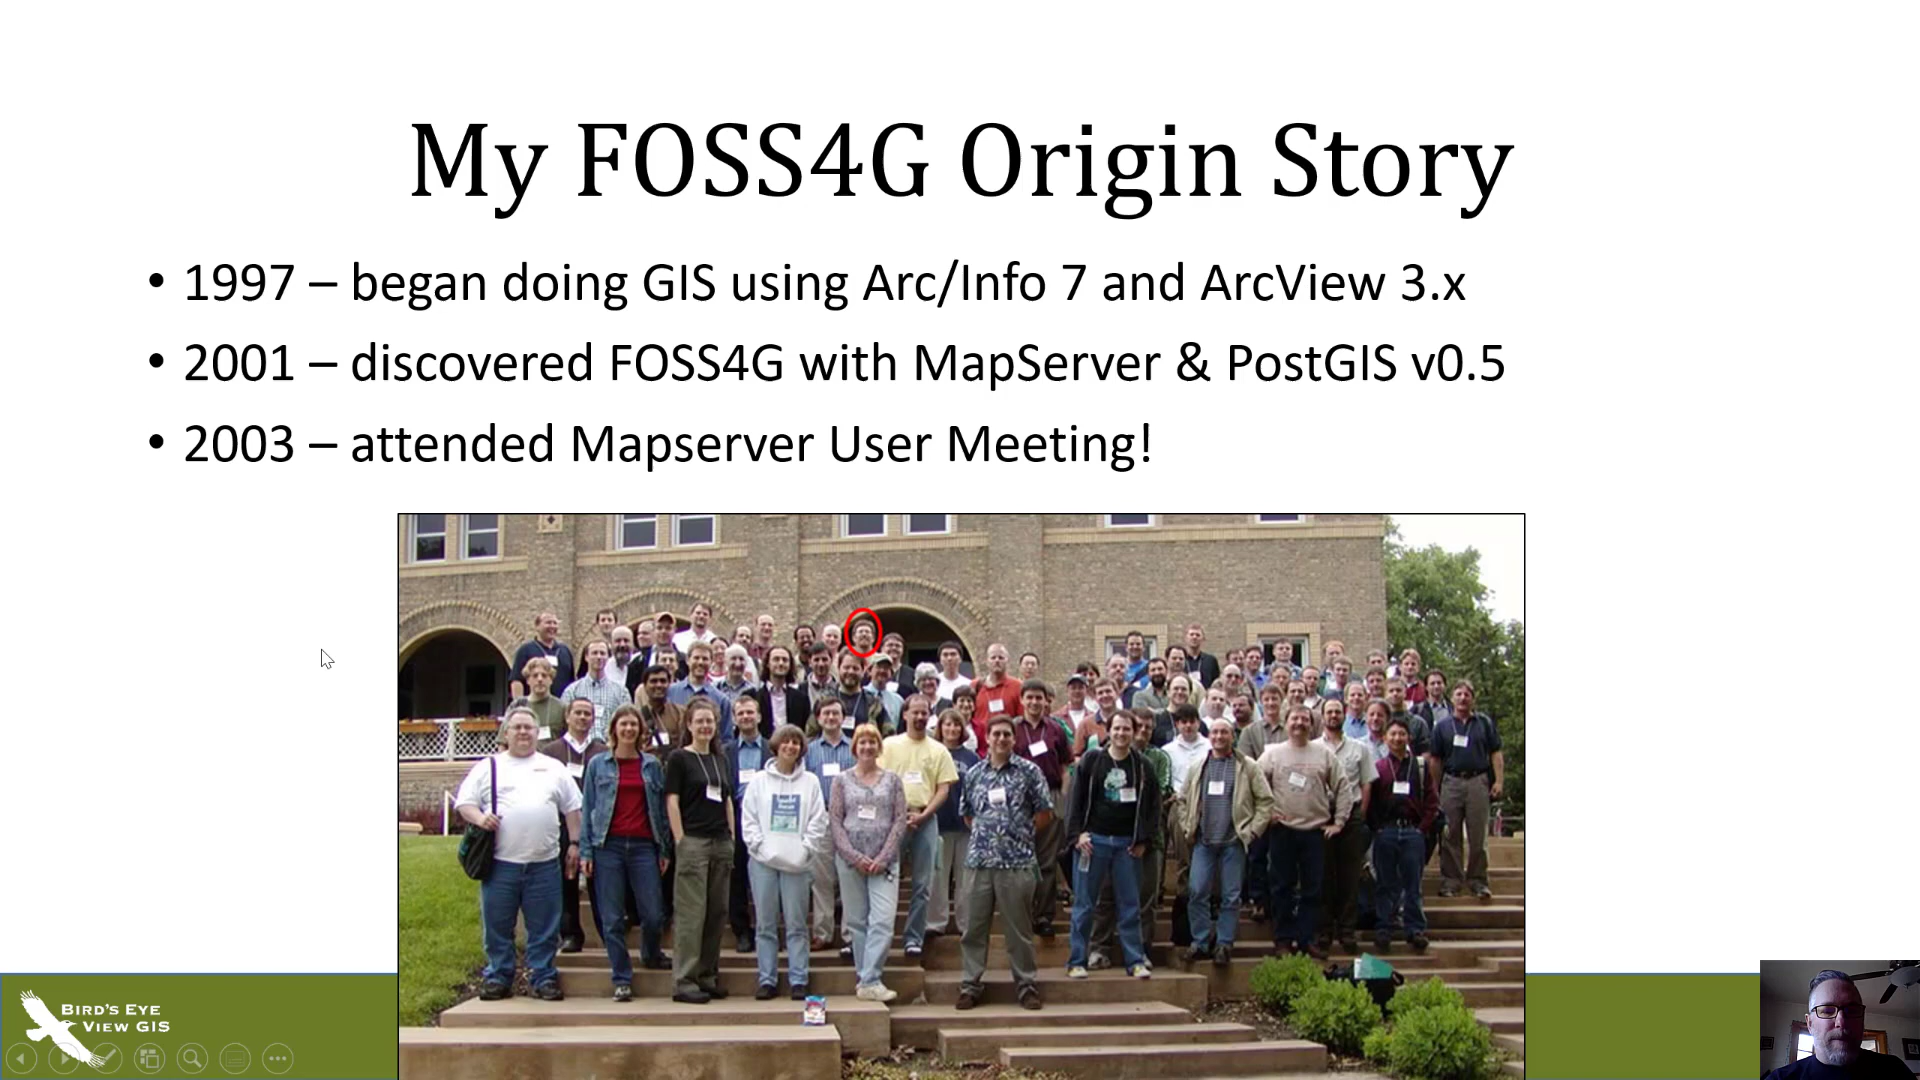 My FOSS4G Origin Story
• 1997 – began doing GIS using Arc/Info 7 and ArcView 3.x
• 2001 – discovered FOSS4G with MapServer & PostGIS v0.5
• 2003 – attended Mapserver User Meeting!
BIRD'S EYE
VIEW GIS